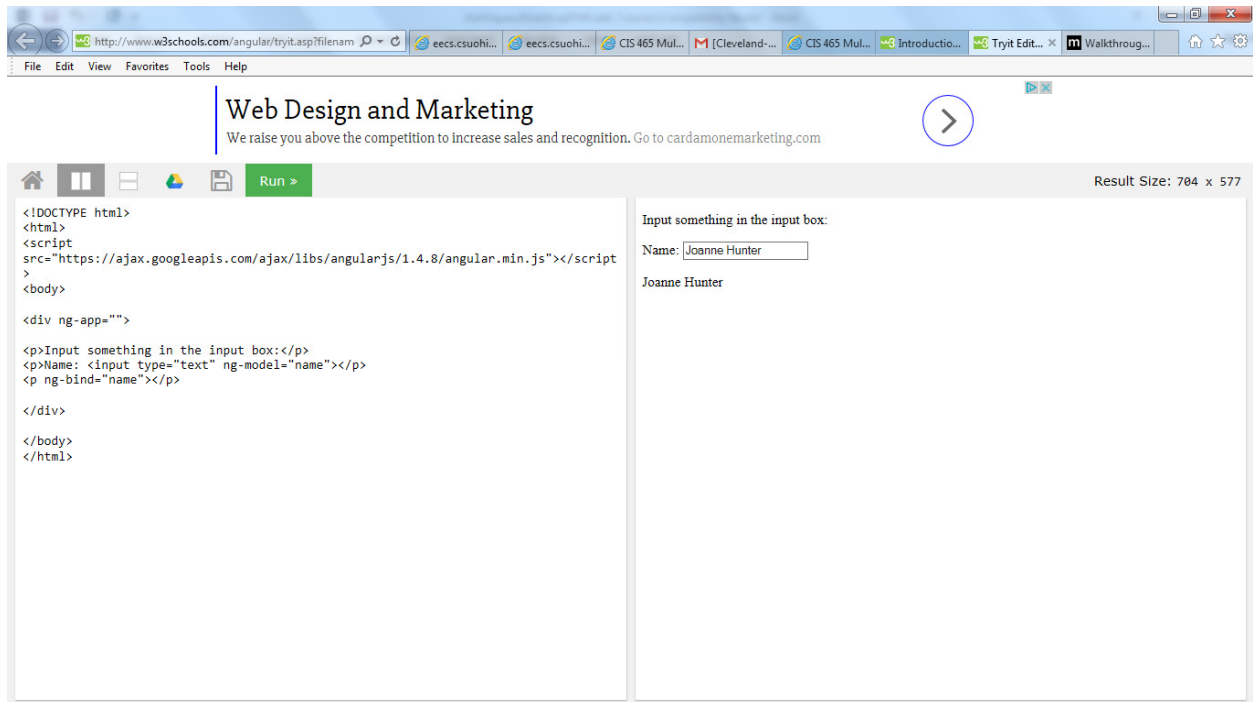 http://www.w3schools.com/angular/tryit.asp?filenam
eecs.csuohi...
eecs.csuohi...
CIS 465 Mul...
M [Cleveland-...
CIS 465 Mul...
Introductio...
Tryit Edit...
Walkthroug...
File Edit View Favorites Tools Help
Web Design and Marketing
We raise you above the competition to increase sales and recognition. Go to cardamonemarketing.com
Run »
Result Size: 704 x 577
<!DOCTYPE html>
<html>
<script
src="https://ajax.googleapis.com/ajax/libs/angularjs/1.4.8/angular.min.js"></script
>
<body>
<div ng-app="">
<p>Input something in the input box:</p>
<p>Name: <input type="text" ng-model="name"></p>
<p ng-bind="name"></p>
</div>
</body>
</html>
Input something in the input box:
Name: Joanne Hunter
Joanne Hunter